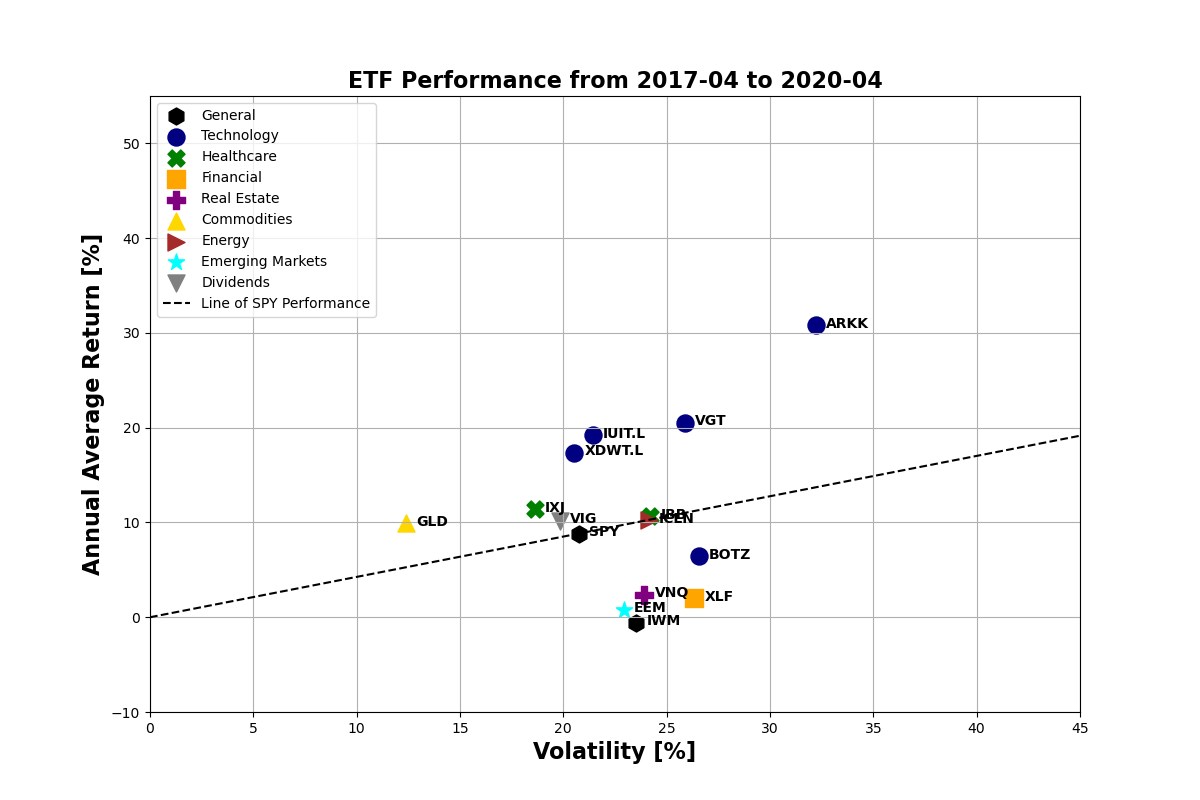 ETF Performance from 2017-04 to 2020-04
Annual Average Return [%]
50
40
30
20
10
0
−10
General
Technology
Healthcare
Financial
Real Estate
Commodities
Energy
Emerging Markets
Dividends
Line of SPY Performance
ARKK
VGT
IUIT.L
XDWT.L
IXJ
VIG
GLD
IBB
ICLN
SPY
BOTZ
VNQ
XLF
EEM
IWM
0
5
10
15
20
25
30
35
40
45
Volatility [%]